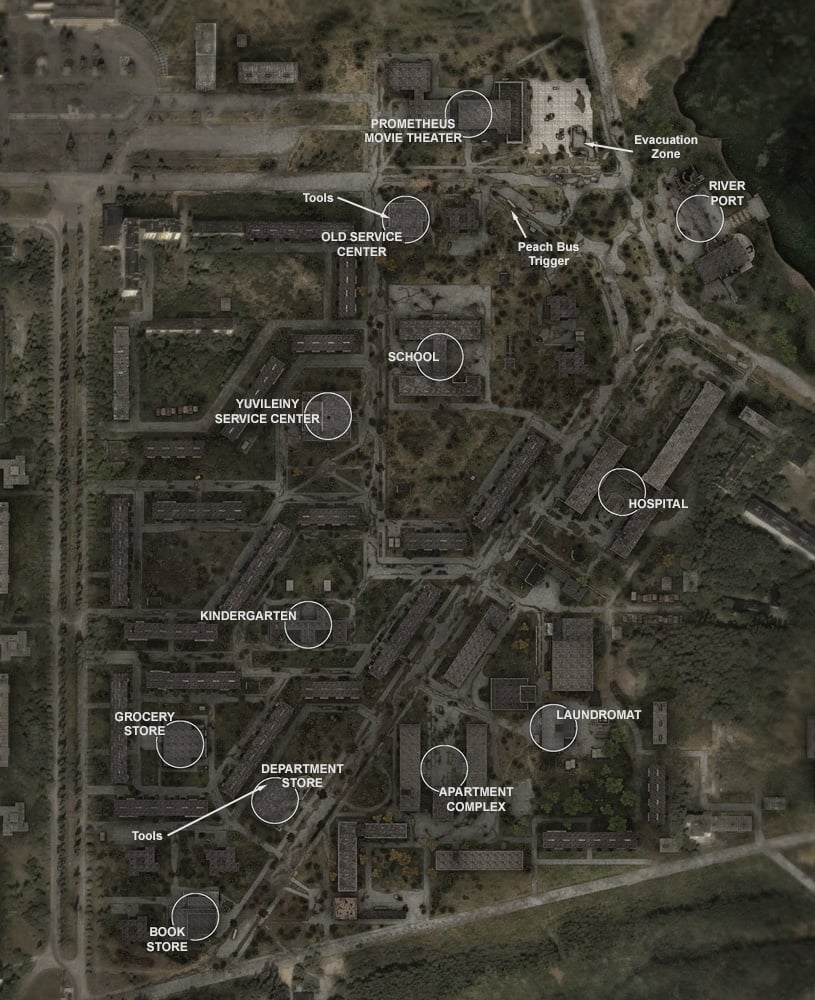 PROMETHEUS
MOVIE THEATER
Evacuation
Zone
RIVER
PORT
Tools
OLD SERVICE
CENTER
Peach Bus
Trigger
SCHOOL
YUVILEINY
SERVICE CENTER
HOSPITAL
KINDERGARTEN
GROCERY
STORE
LAUNDROMAT
DEPARTMENT
STORE
APARTMENT
COMPLEX
Tools
BOOK
STORE